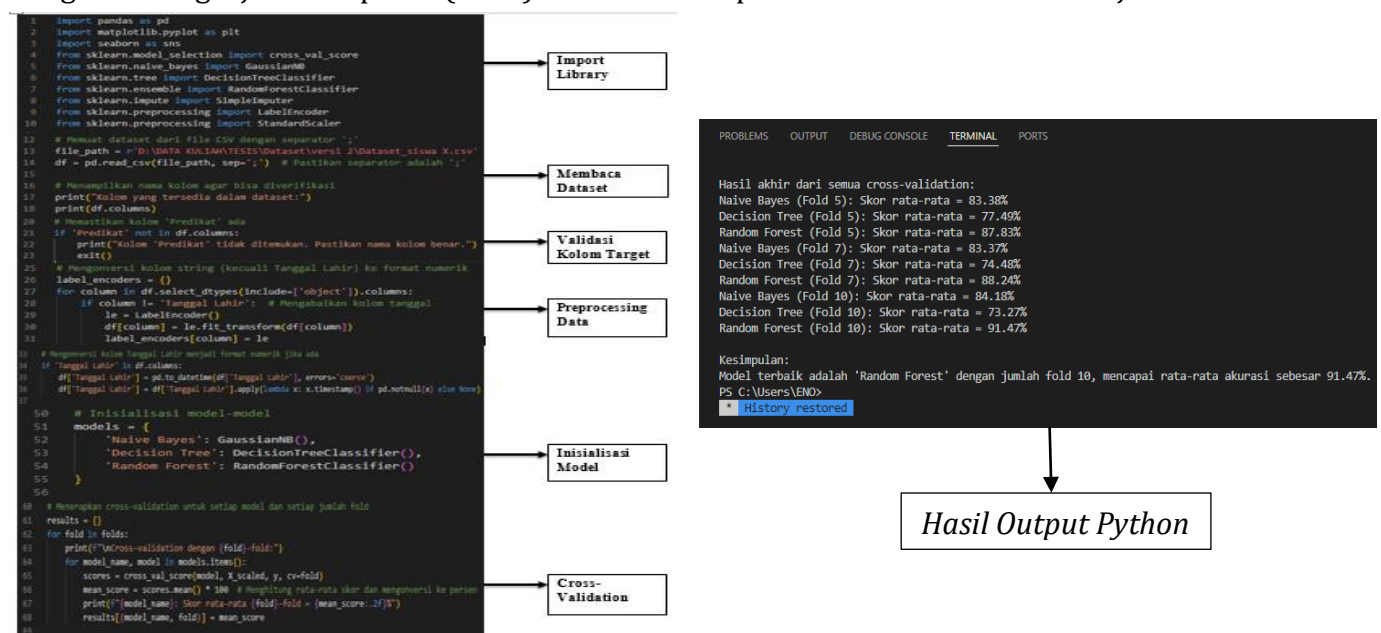 1 import pandas as pd
2 import matplotlib.pyplot as plt
3 import seaborn as sns
4 from sklearn.model_selection import cross_val_score
5 from sklearn.naive_bayes import GaussianNB
6 from sklearn.tree import DecisionTreeClassifier
7 from sklearn.ensemble import RandomForestClassifier
8 from sklearn.impute import SimpleImputer
9 from sklearn.preprocessing import LabelEncoder
10 from sklearn.preprocessing import StandardScaler
12 # Memuat dataset dari file CSV dengan separator ';'
13 file_path = r'D:\DATA KULIAH\TESIS\Dataset\versi 2\Dataset_siswa X.csv'
14 df = pd.read_csv(file_path, sep=';') # Pastikan separator adalah ';'
15
16 # Menampilkan nama kolom agar bisa diverifikasi
17 print("Kolom yang tersedia dalam dataset:")
18 print(df.columns)
20 # Memastikan kolom 'Predikat' ada
21 if 'Predikat' not in df.columns:
22 print("Kolom 'Predikat' tidak ditemukan. Pastikan nama kolom benar.")
23 exit()
25 # Mengonversi kolom string (kecuali Tanggal Lahir) ke format numerik
26 label_encoders = {}
27 for column in df.select_dtypes(include=['object']).columns:
28 if column != 'Tanggal Lahir': # Mengabaikan kolom tanggal
29 le = LabelEncoder()
30 df[column] = le.fit_transform(df[column])
31 label_encoders[column] = le
33 # Mengonversi kolom Tanggal Lahir menjadi format numerik jika ada
34 if 'Tanggal Lahir' in df.columns:
35 df['Tanggal Lahir'] = pd.to_datetime(df['Tanggal Lahir'], errors='coerce')
36 df['Tanggal Lahir'] = df['Tanggal Lahir'].apply(lambda x: x.timestamp() if pd.notnull(x) else None)
37
50 # Inisialisasi model-model
51 models = {
52 'Naive Bayes': GaussianNB(),
53 'Decision Tree': DecisionTreeClassifier(),
54 'Random Forest': RandomForestClassifier()
55 }
56
60 # Menerapkan cross-validation untuk setiap model dan setiap jumlah fold
61 results = {}
62 for fold in folds:
63 print(f"\nCross-validation dengan {fold}-fold:")
64 for model_name, model in models.items():
65 scores = cross_val_score(model, X_scaled, y, cv=fold)
66 mean_score = scores.mean() * 100 # Menghitung rata-rata skor dan mengonversi ke persen
67 print(f"{model_name}: Skor rata-rata {fold}-fold = {mean_score:.2f}%")
68 results[(model_name, fold)] = mean_score
69
Import
Library
Membaca
Dataset
Validasi
Kolom Target
Preprocessing
Data
Inisialisasi
Model
Cross-
Validation
PROBLEMS OUTPUT DEBUG CONSOLE TERMINAL PORTS
Hasil akhir dari semua cross-validation:
Naive Bayes (Fold 5): Skor rata-rata = 83.38%
Decision Tree (Fold 5): Skor rata-rata = 77.49%
Random Forest (Fold 5): Skor rata-rata = 87.83%
Naive Bayes (Fold 7): Skor rata-rata = 83.37%
Decision Tree (Fold 7): Skor rata-rata = 74.48%
Random Forest (Fold 7): Skor rata-rata = 88.24%
Naive Bayes (Fold 10): Skor rata-rata = 84.18%
Decision Tree (Fold 10): Skor rata-rata = 73.27%
Random Forest (Fold 10): Skor rata-rata = 91.47%
Kesimpulan:
Model terbaik adalah 'Random Forest' dengan jumlah fold 10, mencapai rata-rata akurasi sebesar 91.47%.
PS C:\Users\ENO>
* History restored
Hasil Output Python